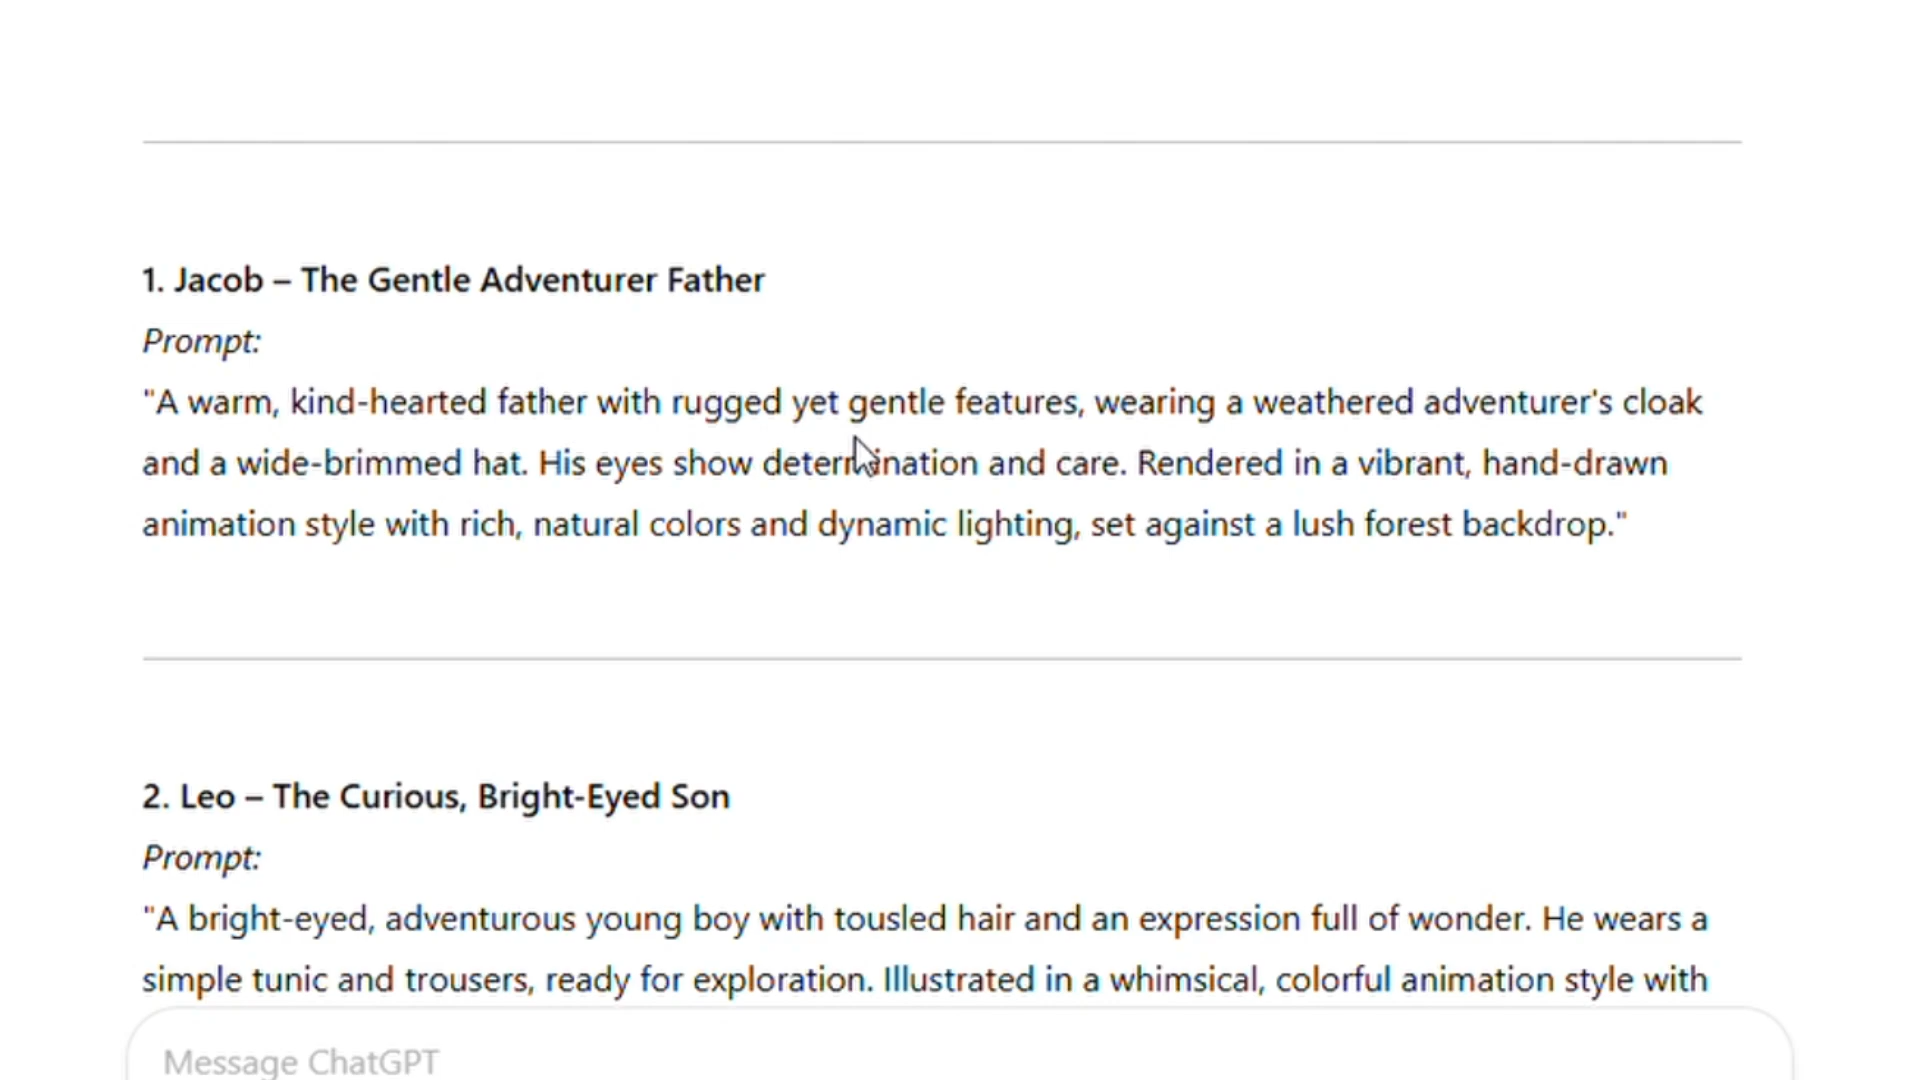 1. Jacob – The Gentle Adventurer Father
Prompt:
"A warm, kind-hearted father with rugged yet gentle features, wearing a weathered adventurer's cloak
and a wide-brimmed hat. His eyes show determination and care. Rendered in a vibrant, hand-drawn
animation style with rich, natural colors and dynamic lighting, set against a lush forest backdrop."
2. Leo – The Curious, Bright-Eyed Son
Prompt:
"A bright-eyed, adventurous young boy with tousled hair and an expression full of wonder. He wears a
simple tunic and trousers, ready for exploration. Illustrated in a whimsical, colorful animation style with
Message ChatGPT